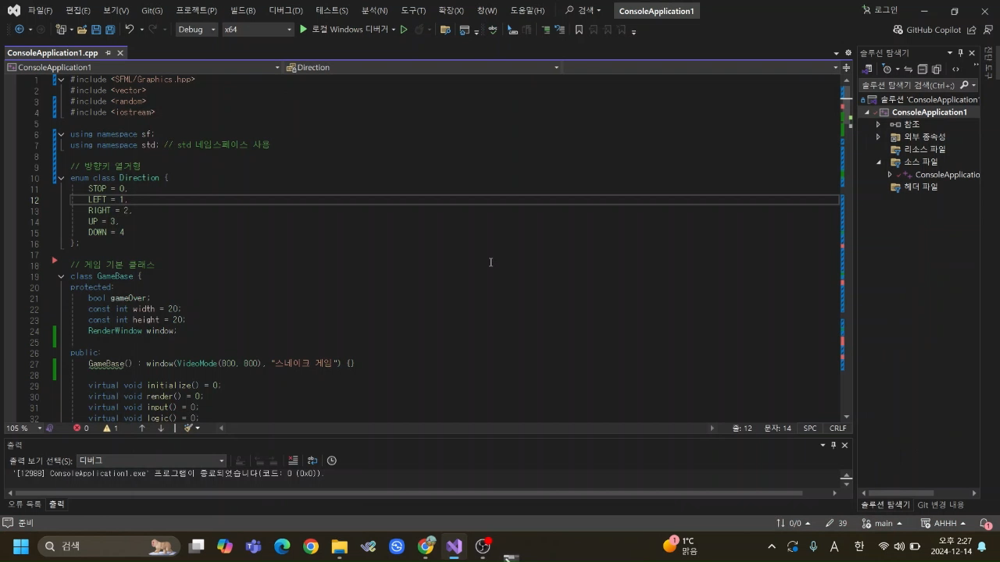 파일(F) 편집(E) 보기(V) Git(G) 프로젝트(P) 빌드(B) 디버그(D) 테스트(S) 분석(N) 도구(T) 확장(X) 창(W) 도움말(H) 검색 ConsoleApplication1 로그인
Debug x64 로컬 Windows 디버거 GitHub Copilot
ConsoleApplication1.cpp
ConsoleApplication1 Direction
1 #include <SFML/Graphics.hpp>
2 #include <vector>
3 #include <random>
4 #include <iostream>
5
6 using namespace sf;
7 using namespace std; // std 네임스페이스 사용
8
9 // 방향키 열거형
10 enum class Direction {
11 STOP = 0,
12 LEFT = 1,
13 RIGHT = 2,
14 UP = 3,
15 DOWN = 4
16 };
17
18 // 게임 기본 클래스
19 class GameBase {
20 protected:
21 bool gameOver;
22 const int width = 20;
23 const int height = 20;
24 RenderWindow window;
25
26 public:
27 GameBase() : window(VideoMode(800, 800), "스네이크 게임") {}
28
29 virtual void initialize() = 0;
30 virtual void render() = 0;
31 virtual void input() = 0;
32 virtual void logic() = 0;
105 % 0 1 줄: 12 문자: 14 SPC CRLF
출력
출력 보기 선택(S): 디버그
'[12988] ConsoleApplication1.exe' 프로그램이 종료되었습니다(코드: 0 (0x0)).
오류 목록 출력
솔루션 탐색기
솔루션 탐색기 검색(Ctrl+;)
솔루션 'ConsoleApplication
ConsoleApplication1
참조
외부 종속성
리소스 파일
소스 파일
ConsoleApplicatio
헤더 파일
솔루션 탐색기 Git 변경 내용
준비 0/0 39 main AHHH 1
검색 1 1°C A 한 오후 2:27
맑음 2024-12-14